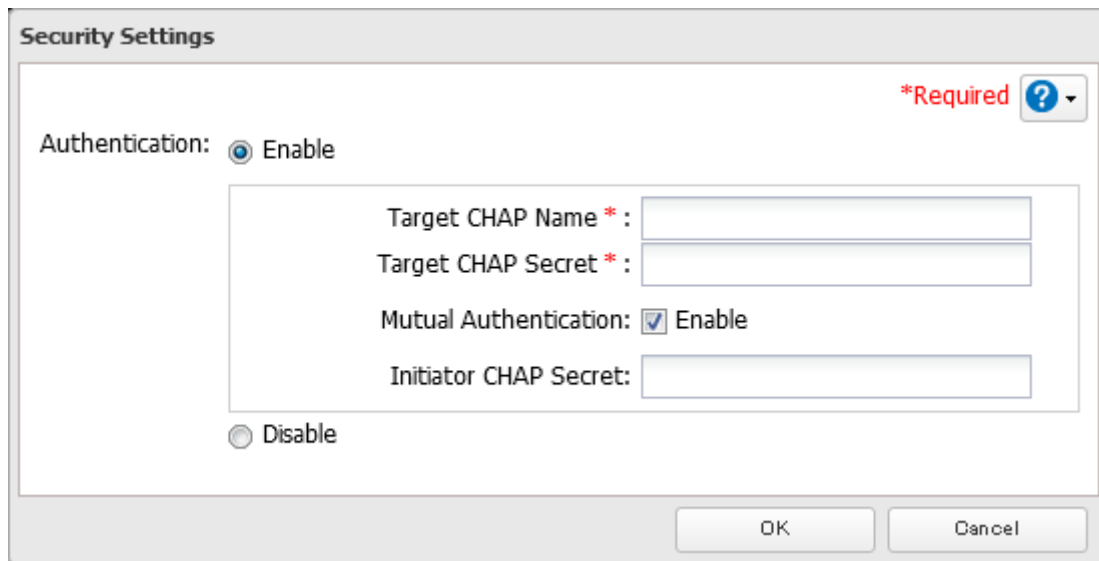 Security Settings
*Required ?
Authentication: Enable
Target CHAP Name * :
Target CHAP Secret * :
Mutual Authentication: Enable
Initiator CHAP Secret:
Disable
OK Cancel